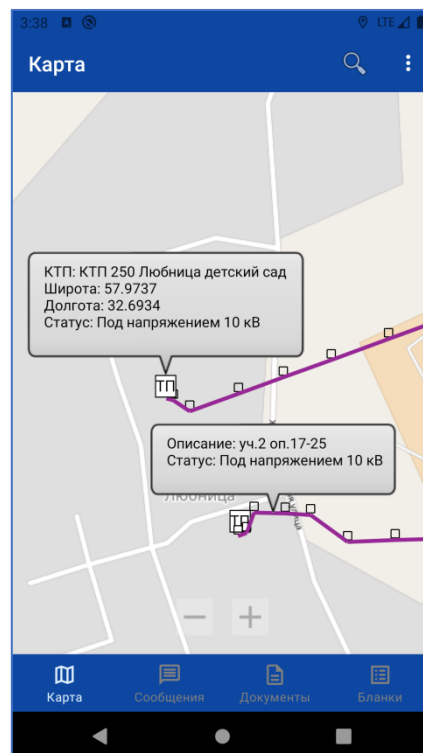 3:38
LTE
Карта
КТП: КТП 250 Любница детский сад
Широта: 57.9737
Долгота: 32.6934
Статус: Под напряжением 10 кВ
ТП
Описание: уч.2 оп.17-25
Статус: Под напряжением 10 кВ
Любница
улица
− +
Карта Сообщения Документы Бланки